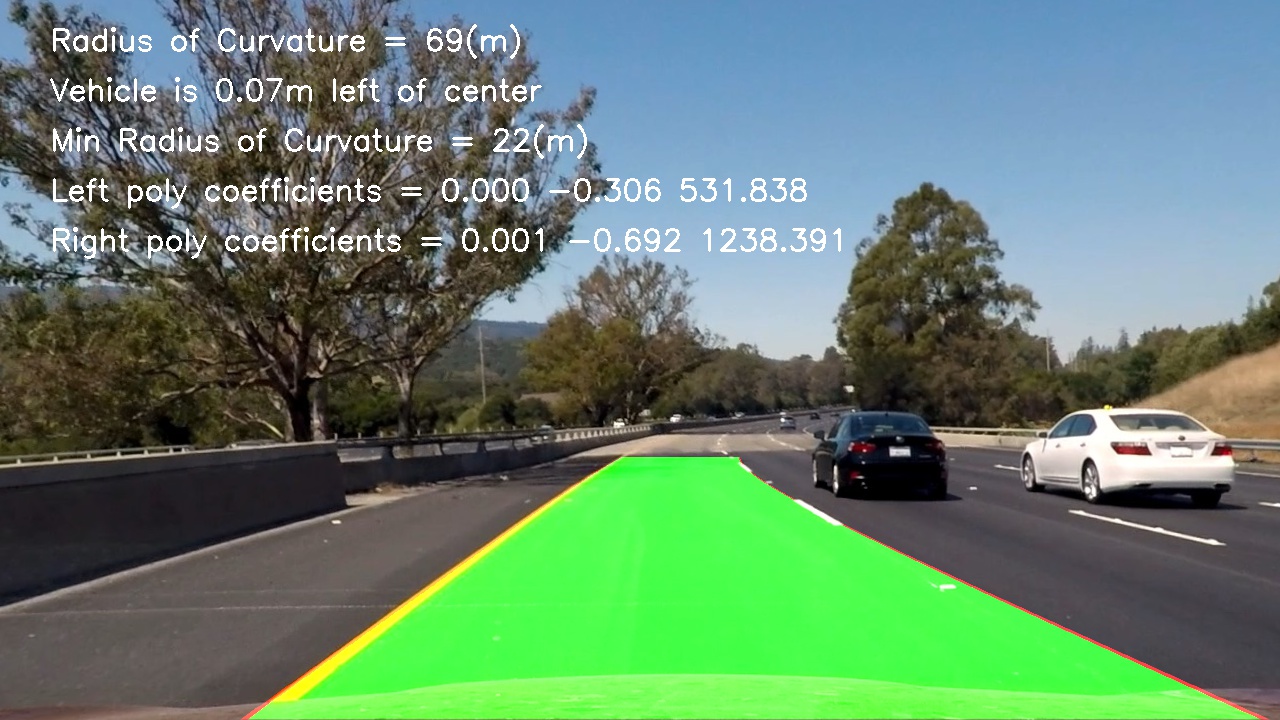 Radius of Curvature = 69(m)
Vehicle is 0.07m left of center
Min Radius of Curvature = 22(m)
Left poly coefficients = 0.000 −0.306 531.838
Right poly coefficients = 0.001 −0.692 1238.391